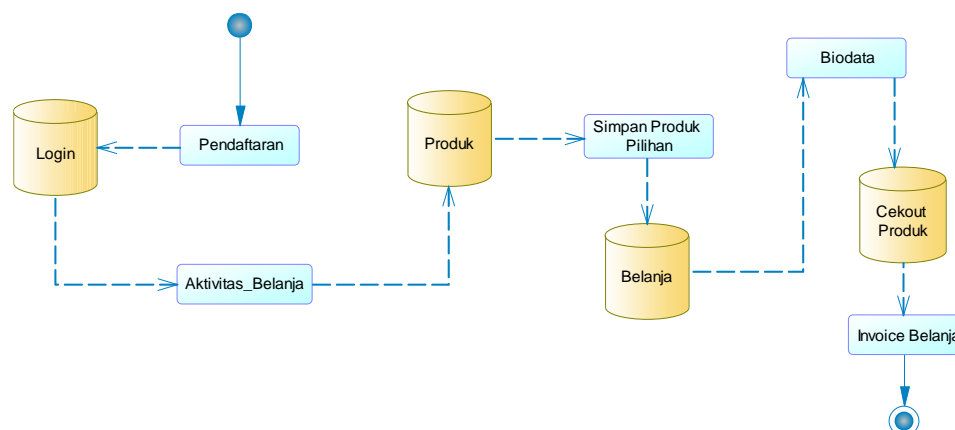 Pendaftaran
Login
Aktivitas_Belanja
Produk
Simpan Produk
Pilihan
Belanja
Biodata
Cekout
Produk
Invoice Belanja